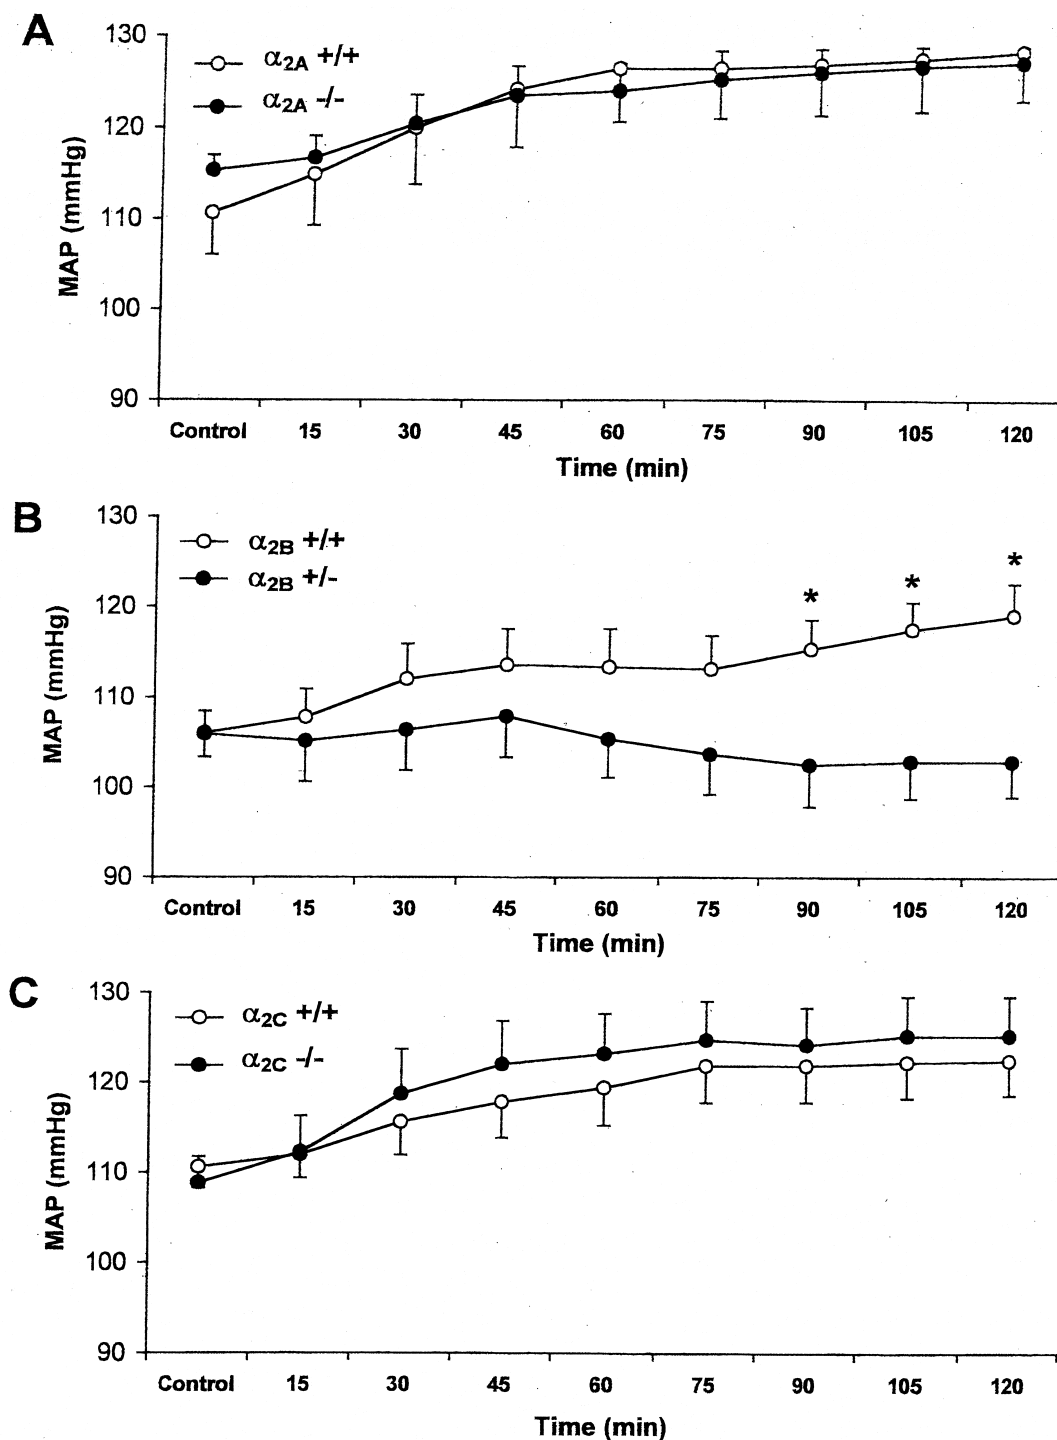 A
130
120
110
100
90
MAP (mmHg)
α2A +/+
α2A -/-
Control 15 30 45 60 75 90 105 120
Time (min)
B
130
120
110
100
90
MAP (mmHg)
α2B +/+
α2B +/-
* * *
Control 15 30 45 60 75 90 105 120
Time (min)
C
130
120
110
100
90
MAP (mmHg)
α2C +/+
α2C -/-
Control 15 30 45 60 75 90 105 120
Time (min)